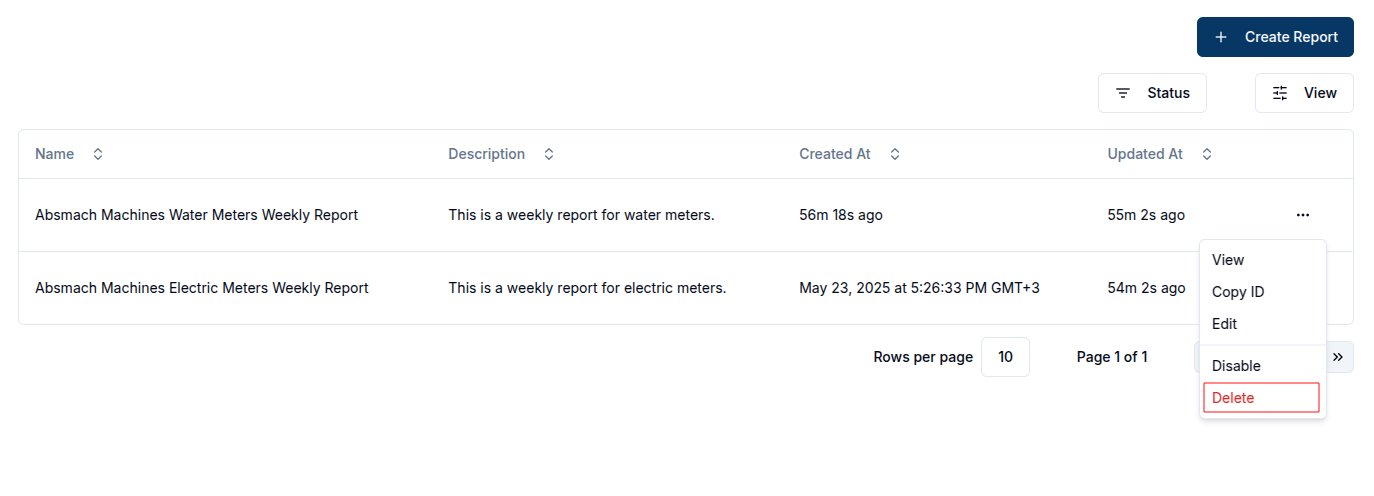 Create Report
Status View
Name Description Created At Updated At
Absmach Machines Water Meters Weekly Report This is a weekly report for water meters. 56m 18s ago 55m 2s ago
View
Absmach Machines Electric Meters Weekly Report This is a weekly report for electric meters. May 23, 2025 at 5:26:33 PM GMT+3 54m 2s ago
Copy ID
Edit
Rows per page 10 Page 1 of 1
Disable
Delete